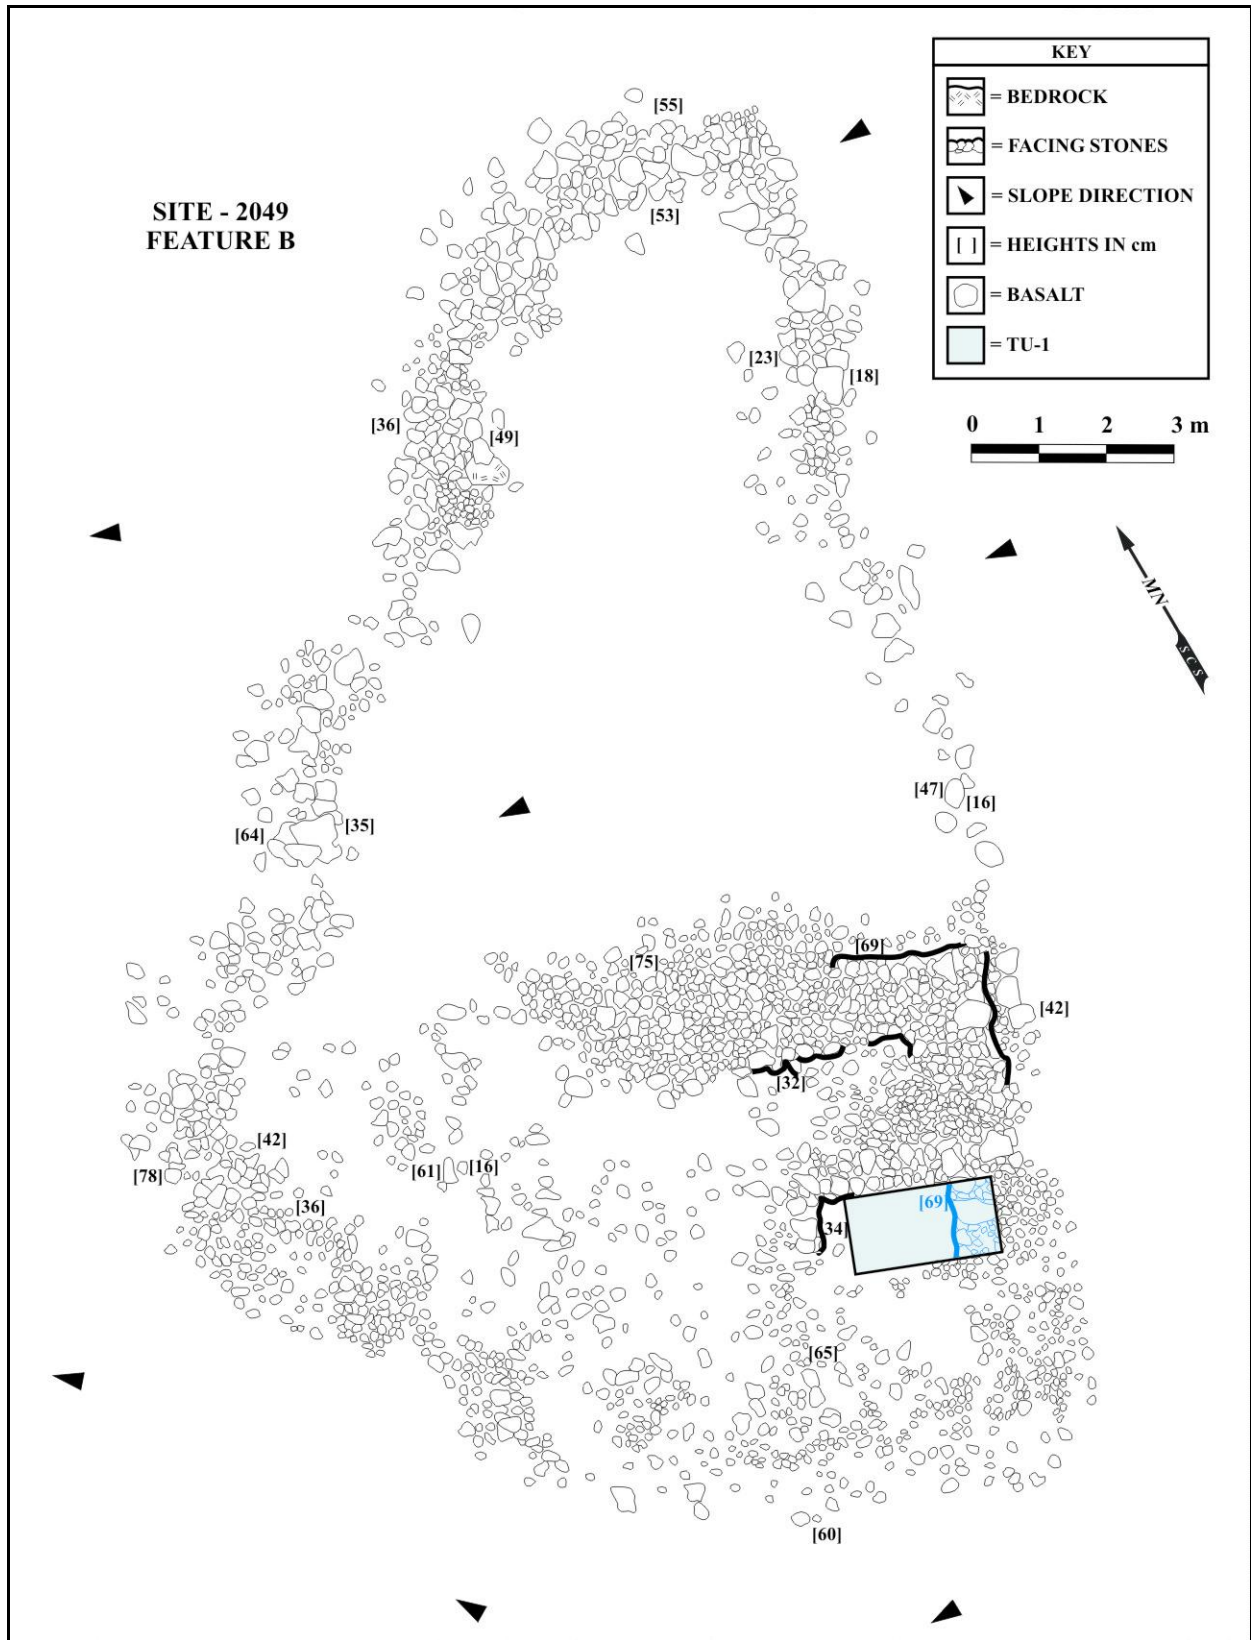 KEY
= BEDROCK
= FACING STONES
= SLOPE DIRECTION
[ ] = HEIGHTS IN cm
= BASALT
= TU-1
SITE - 2049
FEATURE B
[55]
[53]
[23]
[18]
[36]
[49]
0 1 2 3 m
MN
SCS
[47]
[16]
[64]
[35]
[69]
[75]
[42]
[32]
[42]
[78]
[61]
[16]
[36]
[69]
34]
[65]
[60]